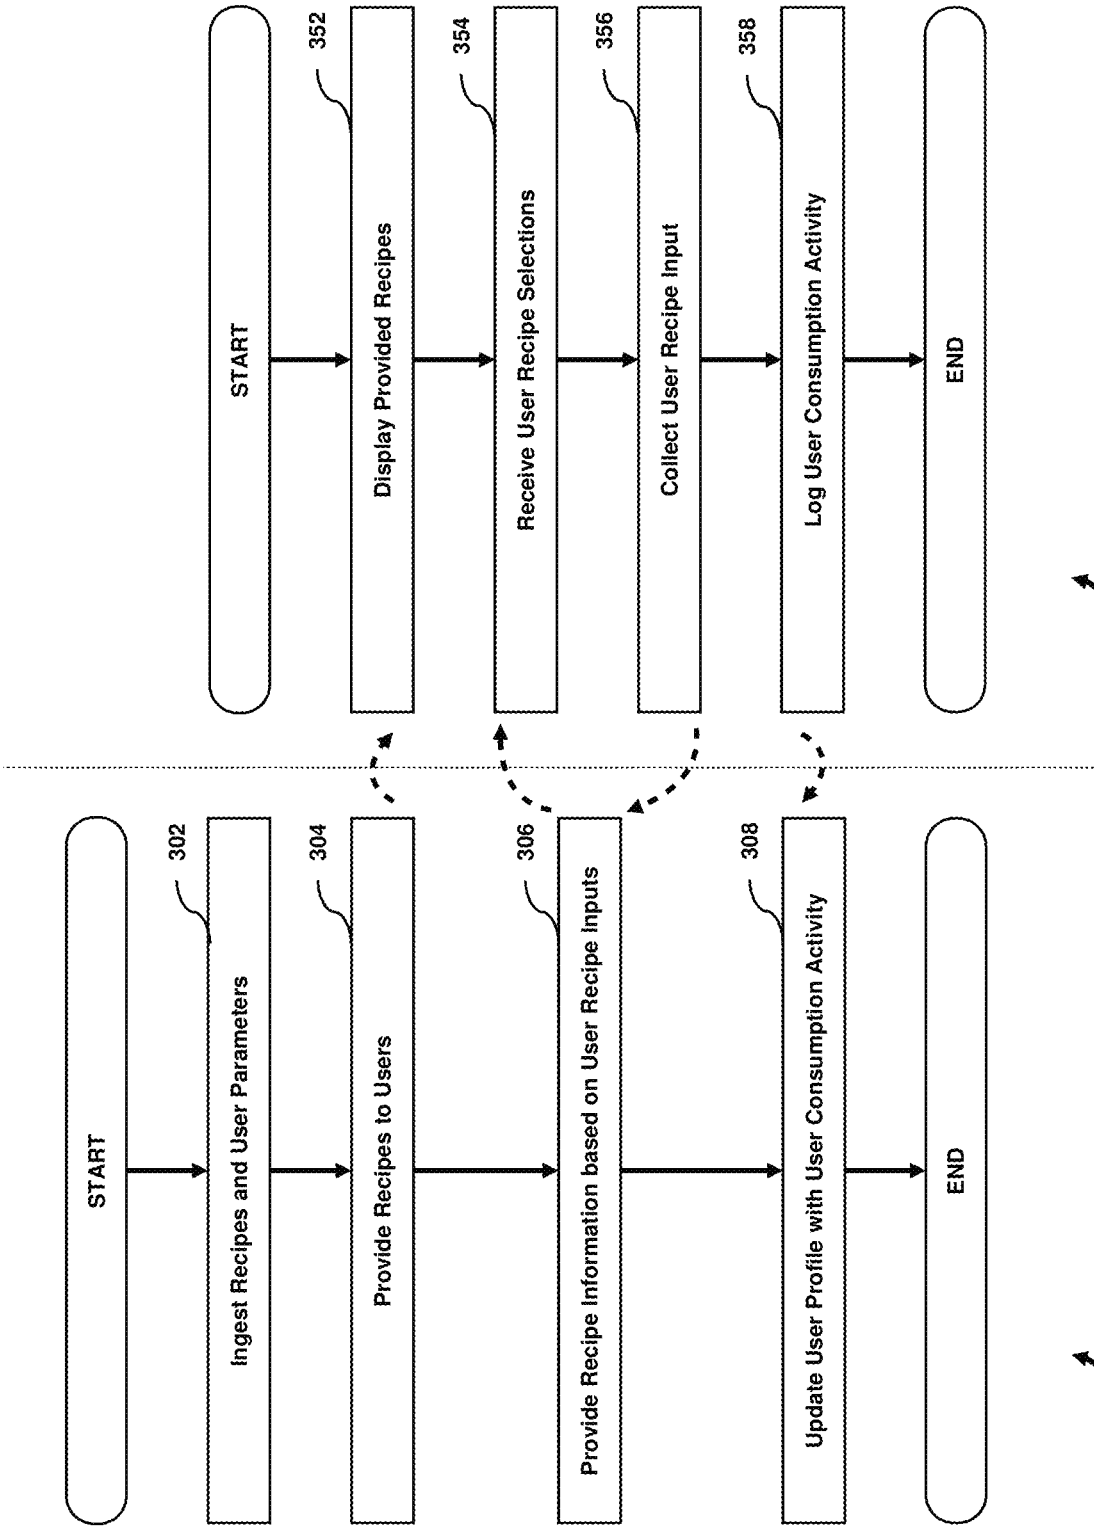 START
302
Ingest Recipes and User Parameters
304
Provide Recipes to Users
306
Provide Recipe Information based on User Recipe Inputs
308
Update User Profile with User Consumption Activity
END
START
352
Display Provided Recipes
354
Receive User Recipe Selections
356
Collect User Recipe Input
358
Log User Consumption Activity
END